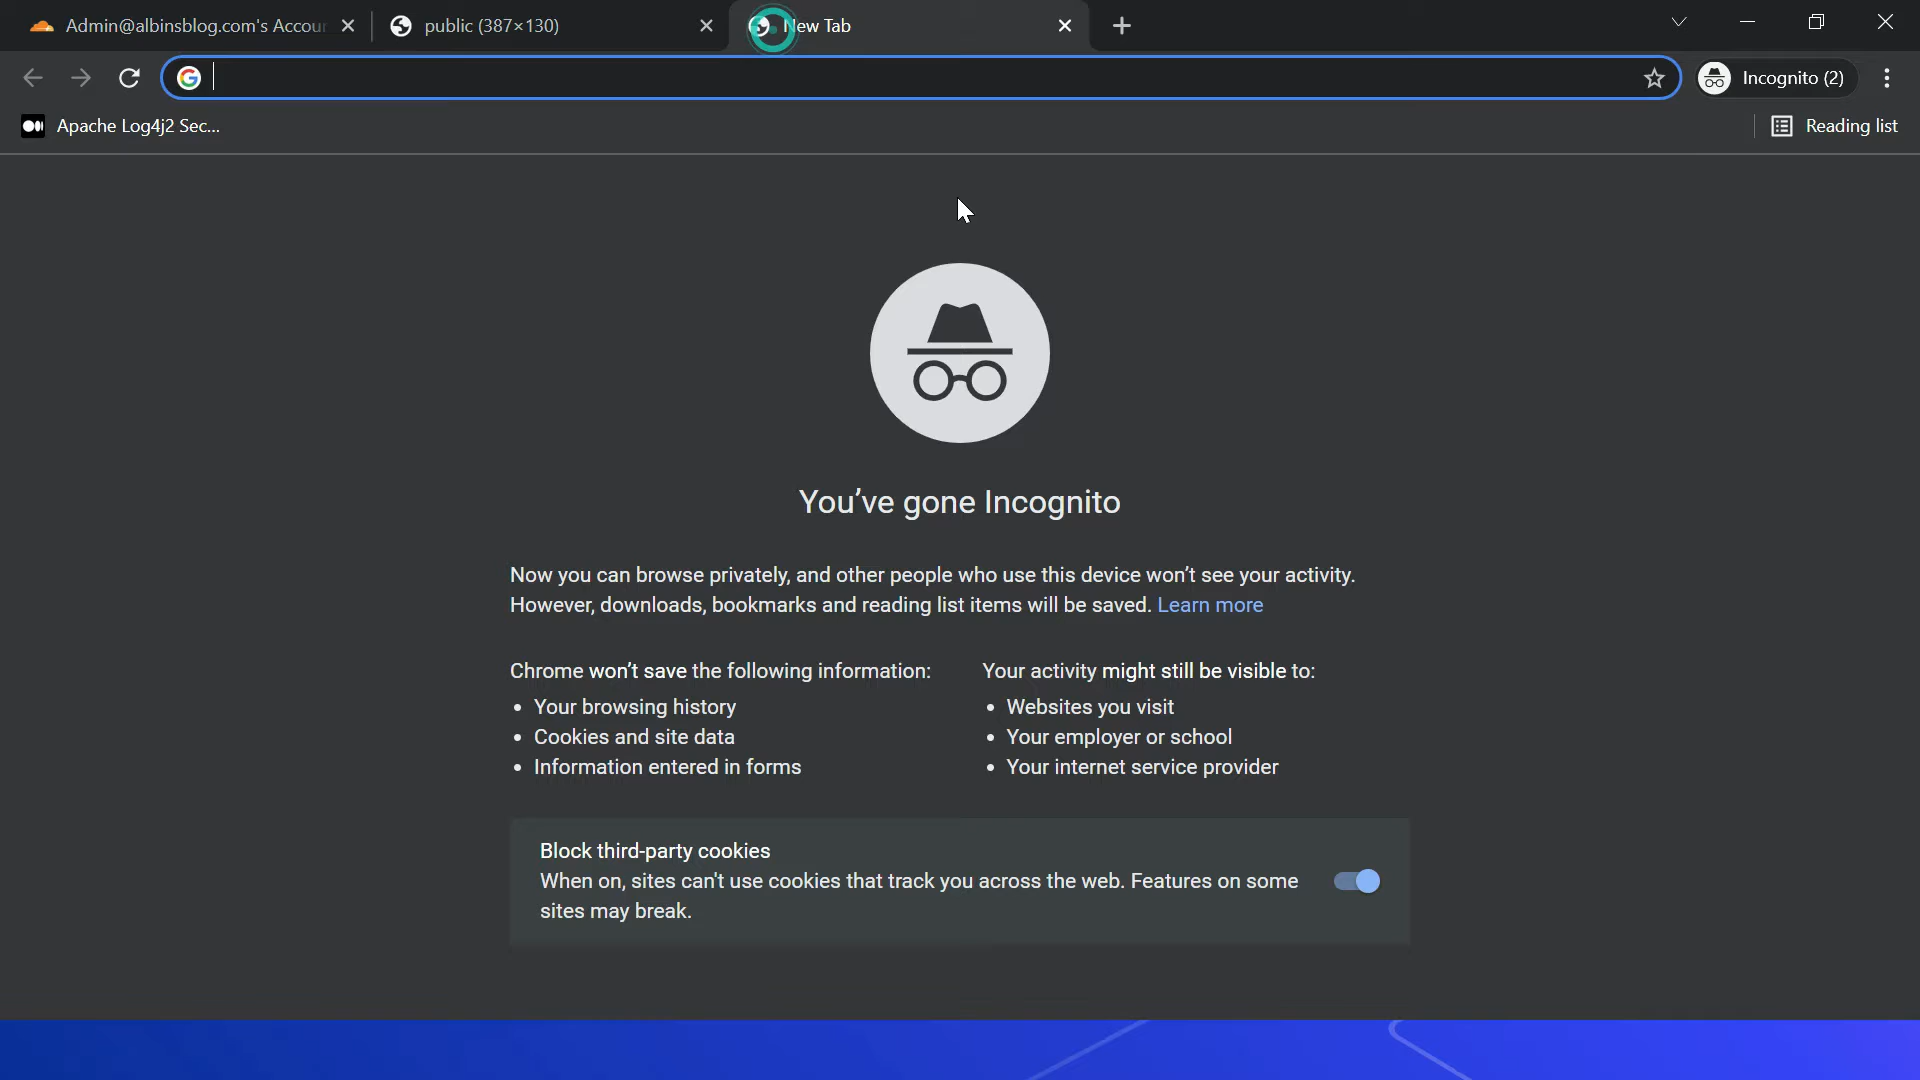 Admin@albinsblog.com's Accour
public (387×130)
New Tab
Incognito (2)
Apache Log4j2 Sec...
Reading list
You've gone Incognito
Now you can browse privately, and other people who use this device won't see your activity.
However, downloads, bookmarks and reading list items will be saved. Learn more
Chrome won't save the following information:
Your browsing history
Cookies and site data
Information entered in forms
Your activity might still be visible to:
Websites you visit
Your employer or school
Your internet service provider
Block third-party cookies
When on, sites can't use cookies that track you across the web. Features on some
sites may break.